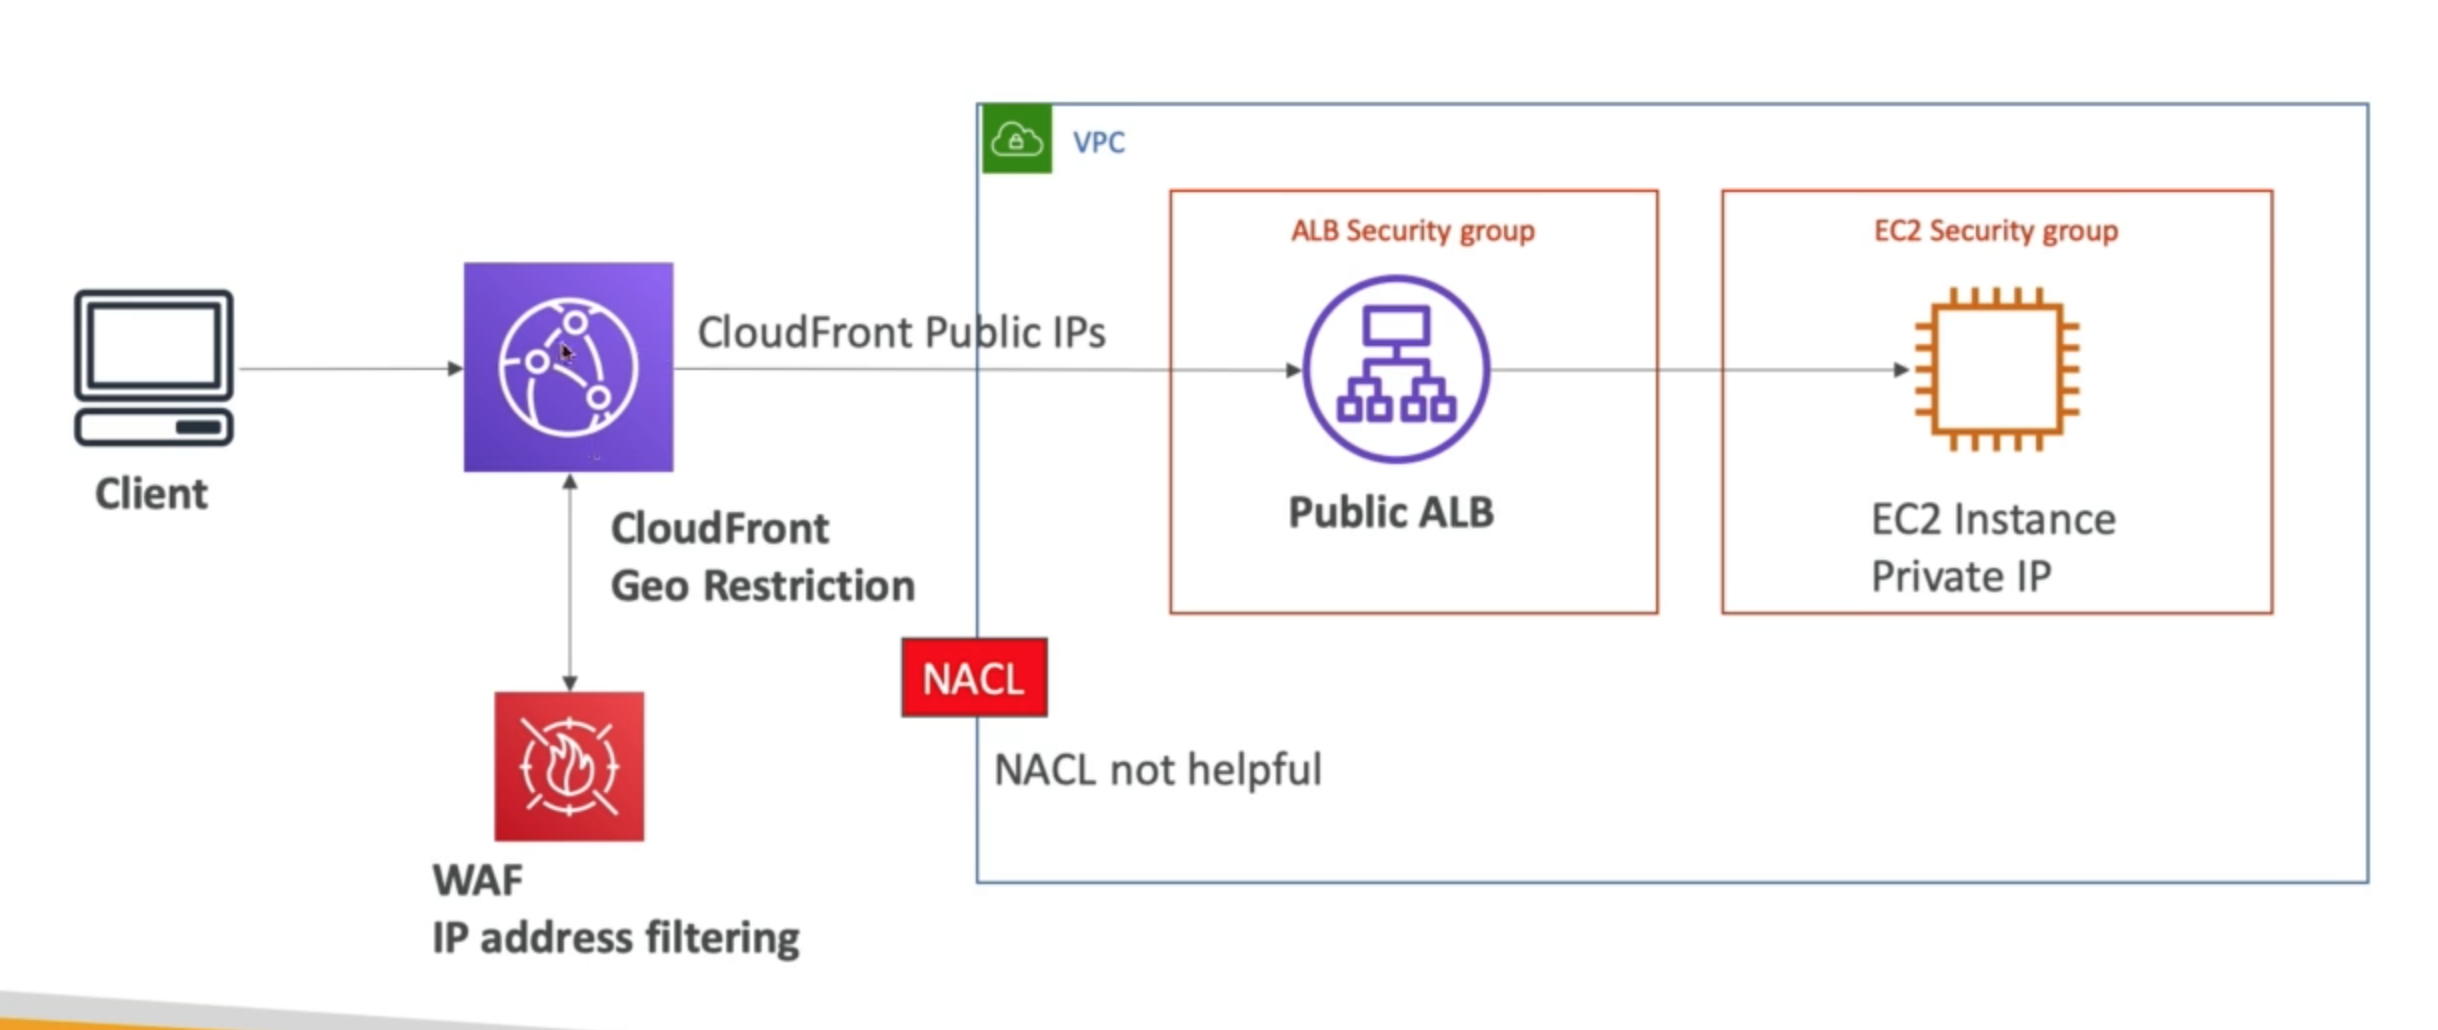 VPC
ALB Security group
EC2 Security group
CloudFront Public IPs
Client
CloudFront
Geo Restriction
Public ALB
EC2 Instance
Private IP
NACL
NACL not helpful
WAF
IP address filtering